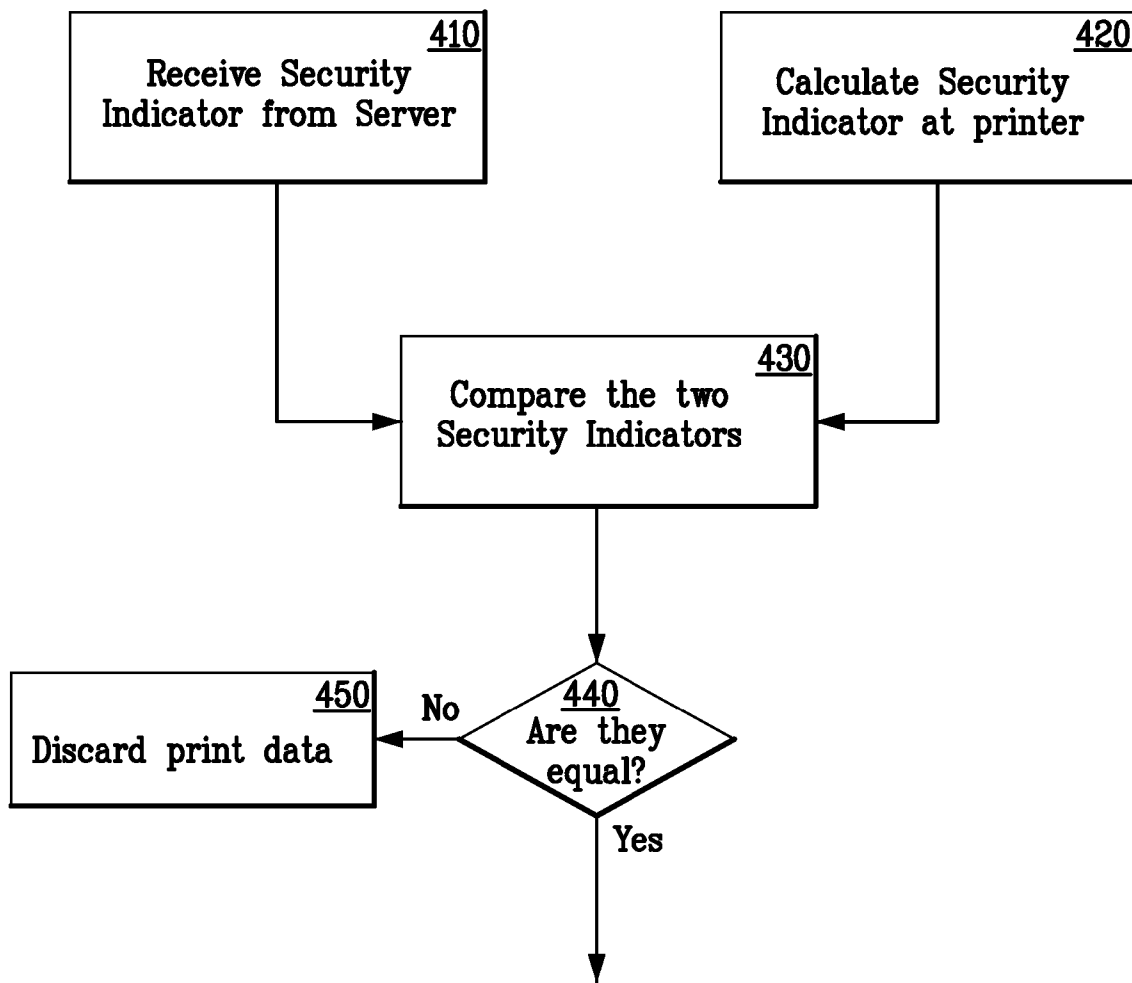 410
Receive Security
Indicator from Server
420
Calculate Security
Indicator at printer
430
Compare the two
Security Indicators
440
Are they
equal?
No
450
Discard print data
Yes